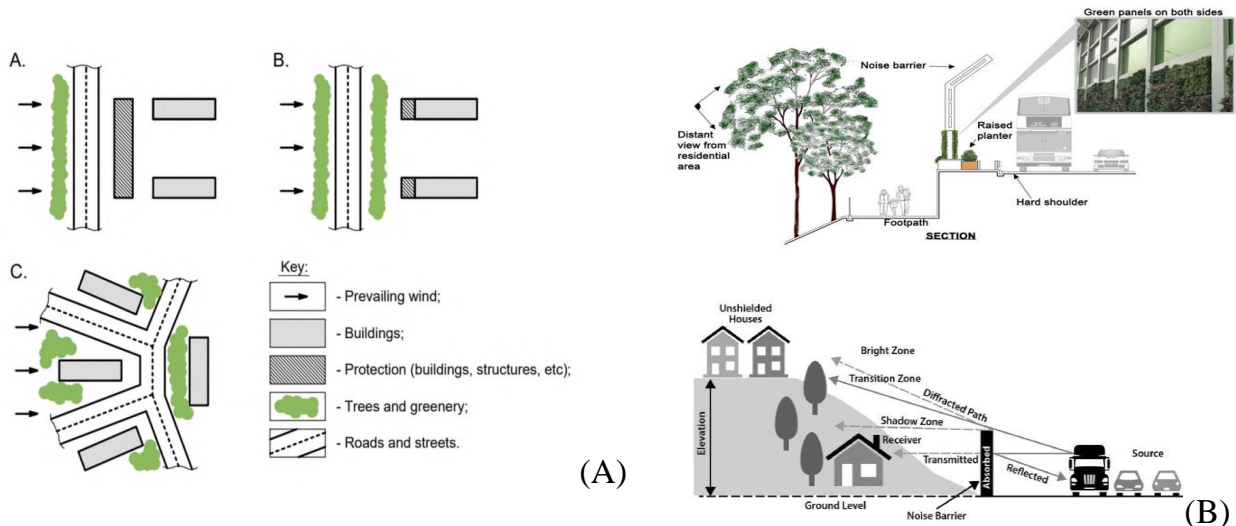 A.
B.
C.
Key:
- Prevailing wind;
- Buildings;
- Protection (buildings, structures, etc);
- Trees and greenery;
- Roads and streets.
(A)
Green panels on both sides
Noise barrier
Distant
view from
residential
area
Raised
planter
Hard shoulder
Footpath
SECTION
Unshielded
Houses
Bright Zone
Transition Zone
Diffracted Path
Shadow Zone
Elevation
Receiver
Transmitted
Absorbed
Reflected
Source
Ground Level
Noise Barrier
(B)